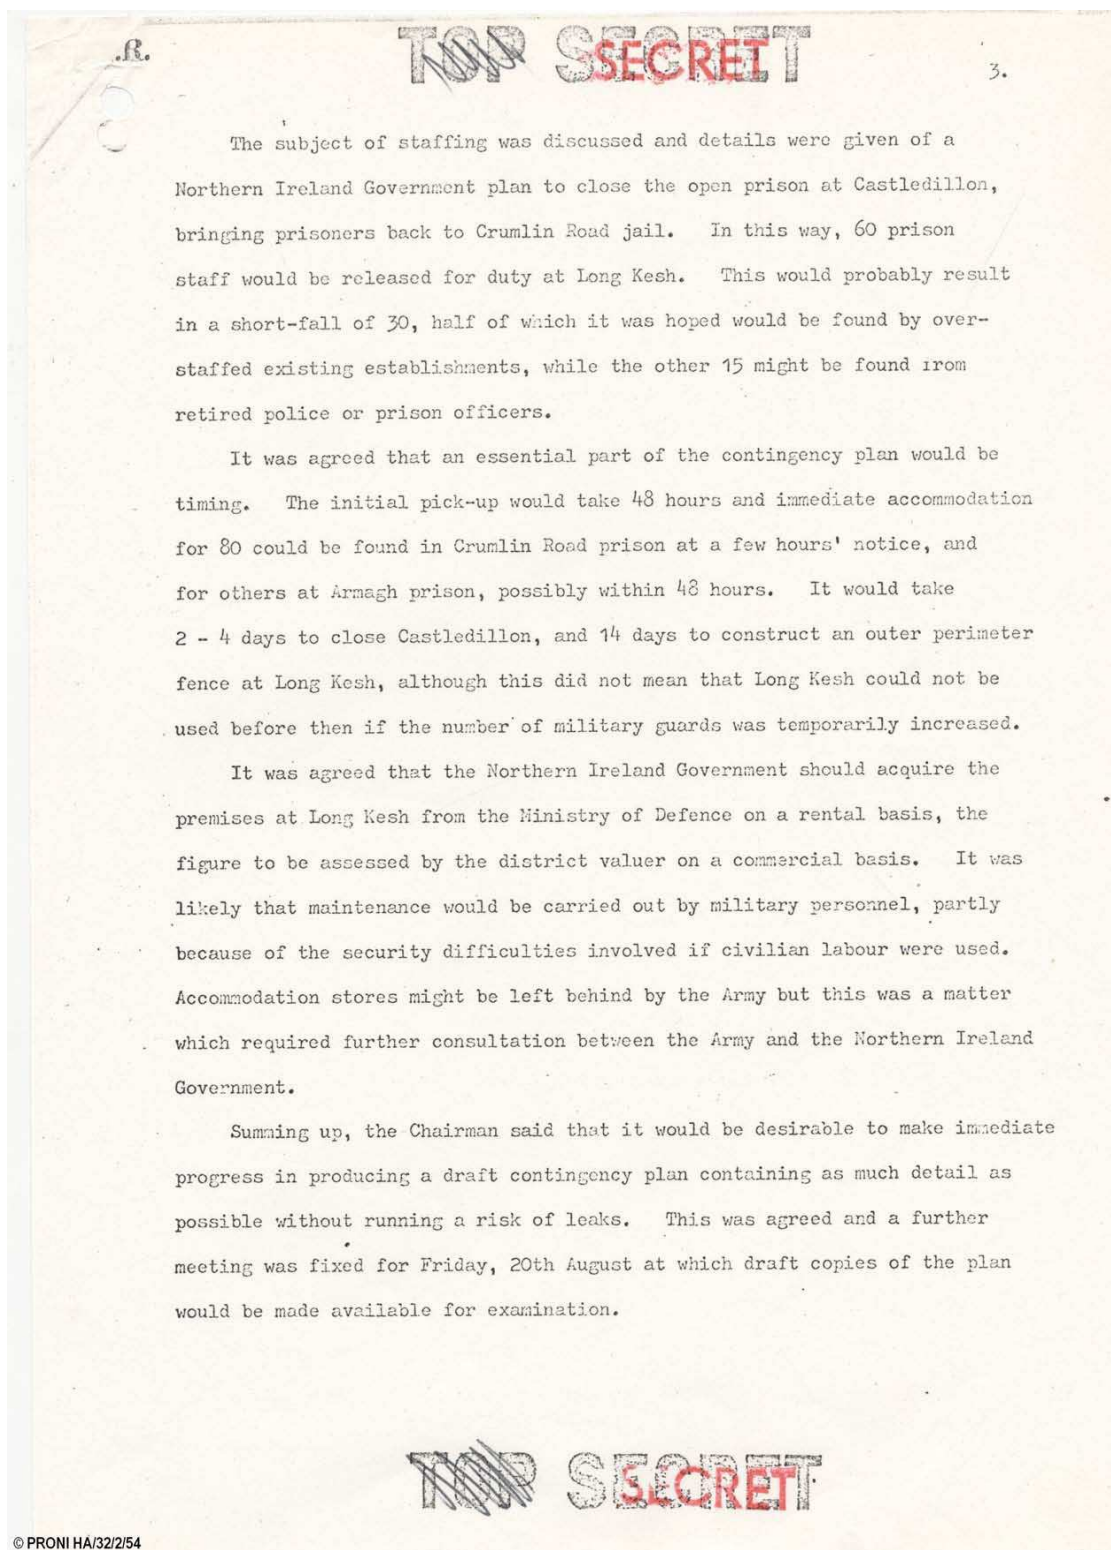 .R.
TOP SECRET
SECRET
3.
The subject of staffing was discussed and details were given of a
Northern Ireland Government plan to close the open prison at Castledillon,
bringing prisoners back to Crumlin Road jail. In this way, 60 prison
staff would be released for duty at Long Kesh. This would probably result
in a short-fall of 30, half of which it was hoped would be found by over-
staffed existing establishments, while the other 15 might be found from
retired police or prison officers.
It was agreed that an essential part of the contingency plan would be
timing. The initial pick-up would take 48 hours and immediate accommodation
for 80 could be found in Crumlin Road prison at a few hours' notice, and
for others at Armagh prison, possibly within 48 hours. It would take
2 - 4 days to close Castledillon, and 14 days to construct an outer perimeter
fence at Long Kesh, although this did not mean that Long Kesh could not be
used before then if the number of military guards was temporarily increased.
It was agreed that the Northern Ireland Government should acquire the
premises at Long Kesh from the Ministry of Defence on a rental basis, the
figure to be assessed by the district valuer on a commercial basis. It was
likely that maintenance would be carried out by military personnel, partly
because of the security difficulties involved if civilian labour were used.
Accommodation stores might be left behind by the Army but this was a matter
which required further consultation between the Army and the Northern Ireland
Government.
Summing up, the Chairman said that it would be desirable to make immediate
progress in producing a draft contingency plan containing as much detail as
possible without running a risk of leaks. This was agreed and a further
meeting was fixed for Friday, 20th August at which draft copies of the plan
would be made available for examination.
TOP SECRET
SECRET
© PRONI HA/32/2/54